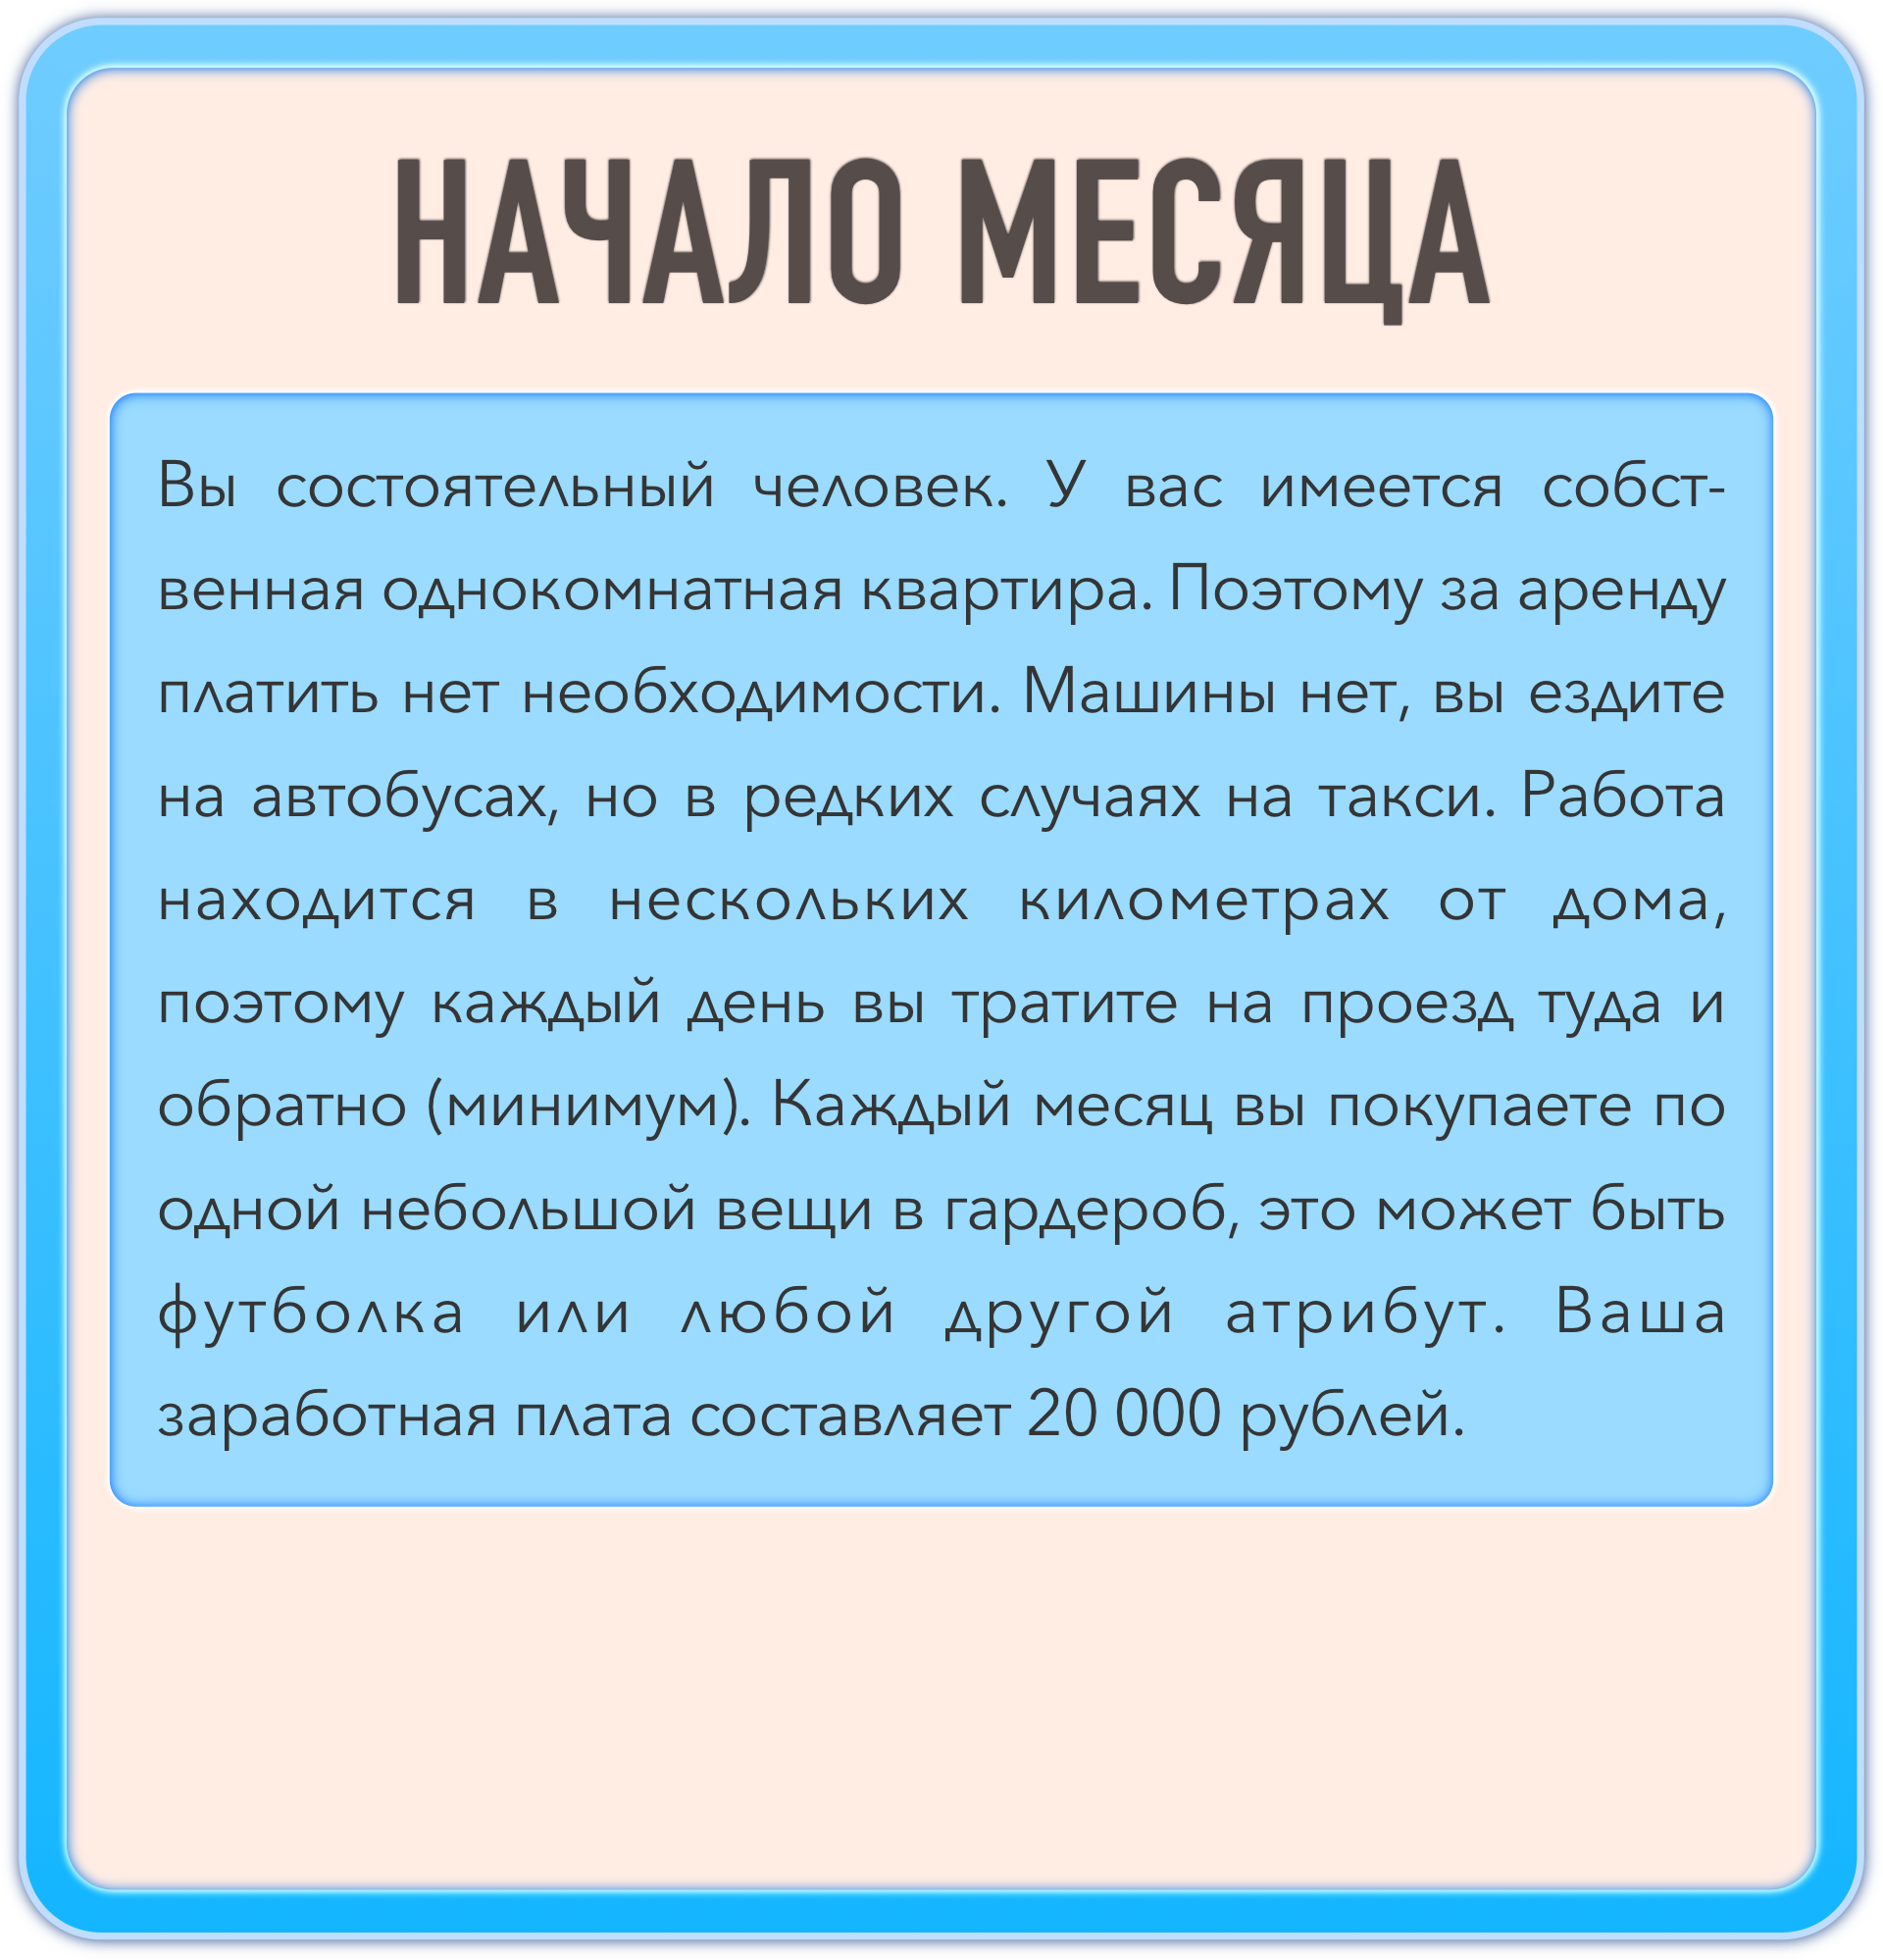 НАЧАЛО МЕСЯЦА
Вы состоятельный человек. У вас имеется собст-
венная однокомнатная квартира. Поэтому за аренду
платить нет необходимости. Машины нет, вы ездите
на автобусах, но в редких случаях на такси. Работа
находится в нескольких километрах от дома,
поэтому каждый день вы тратите на проезд туда и
обратно (минимум). Каждый месяц вы покупаете по
одной небольшой вещи в гардероб, это может быть
футболка или любой другой атрибут. Ваша
заработная плата составляет 20 000 рублей.